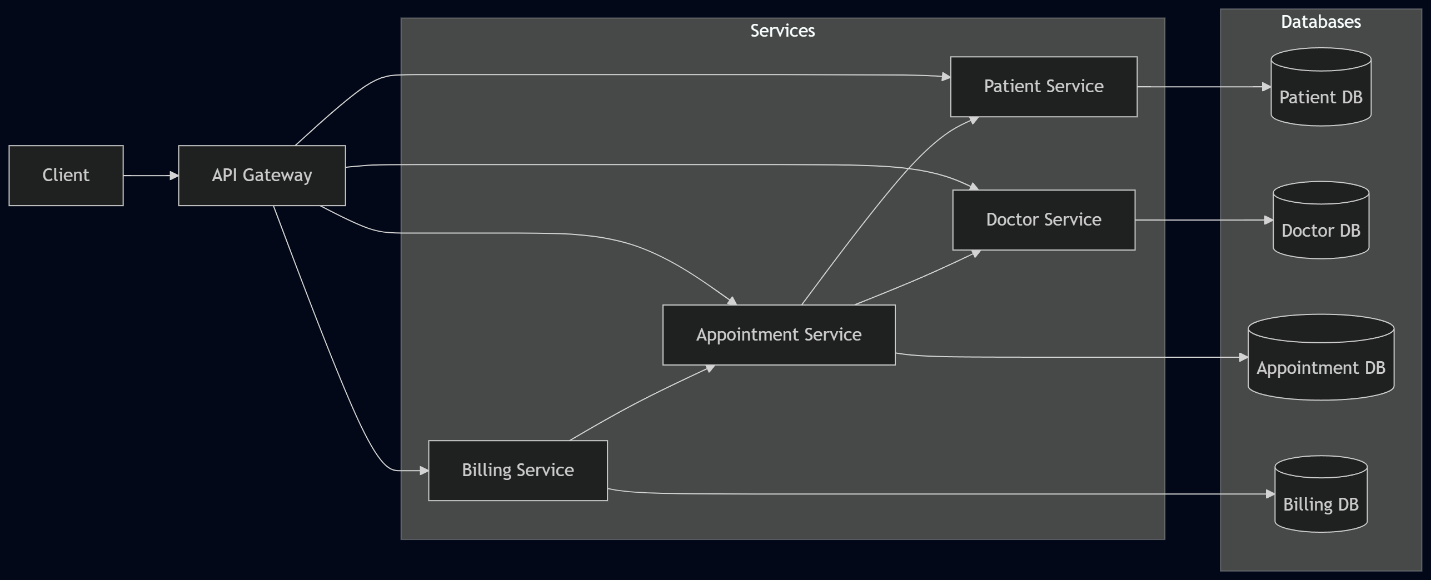 Services
Databases
Patient Service
Patient DB
Client
API Gateway
Doctor Service
Doctor DB
Appointment Service
Appointment DB
Billing Service
Billing DB